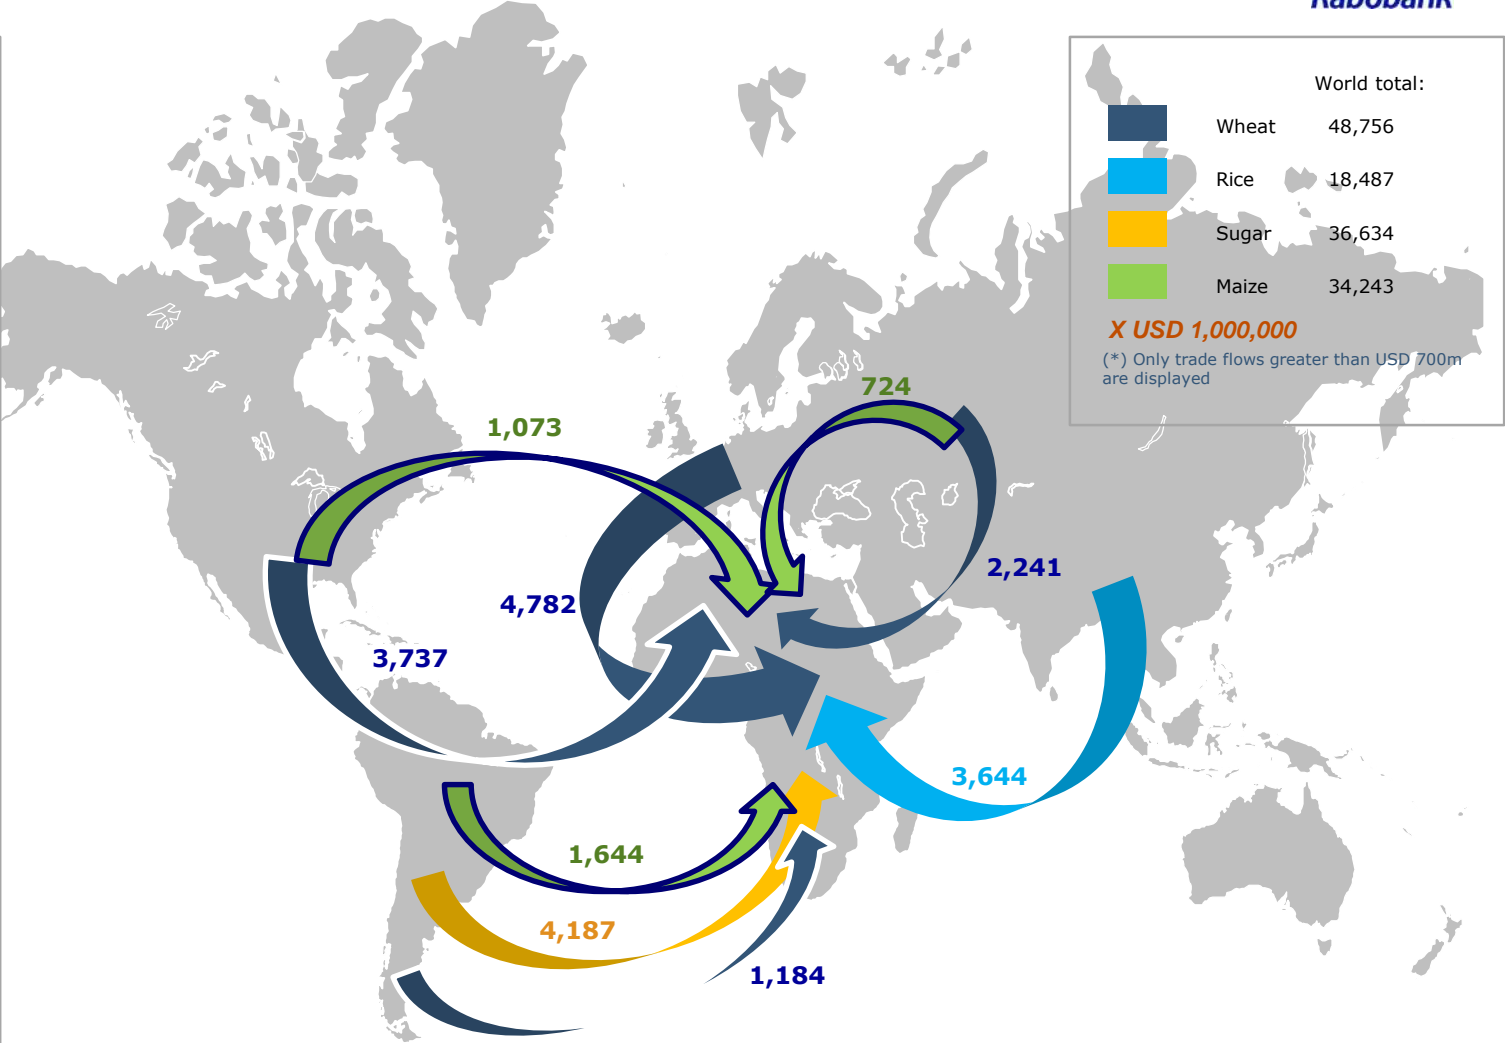 Rabobank
World total:
Wheat 48,756
Rice 18,487
Sugar 36,634
Maize 34,243
X USD 1,000,000
(*) Only trade flows greater than USD 700m
are displayed
724
1,073
2,241
4,782
3,737
3,644
1,644
4,187
1,184